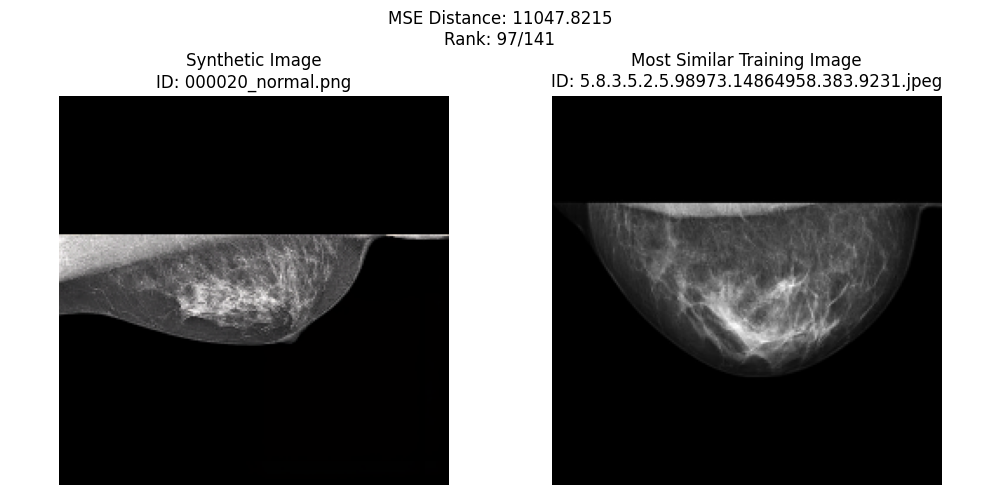 MSE Distance: 11047.8215
Rank: 97/141
Synthetic Image
ID: 000020_normal.png
Most Similar Training Image
ID: 5.8.3.5.2.5.98973.14864958.383.9231.jpeg